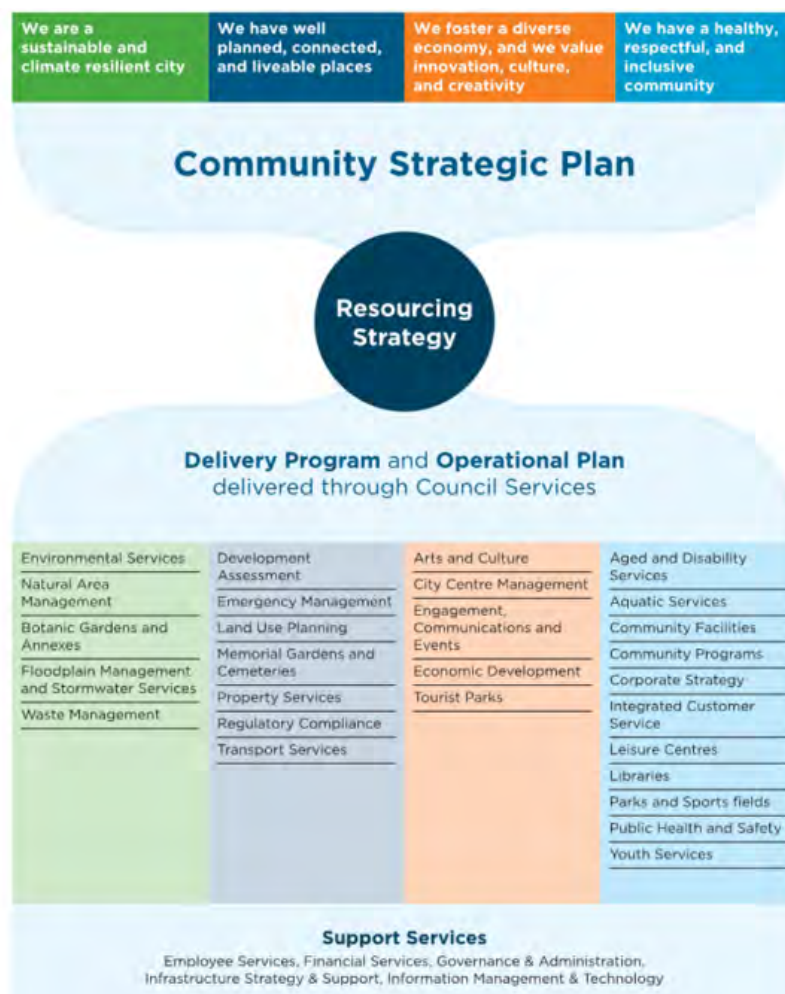 We are a
sustainable and
climate resilient city
We have well
planned, connected,
and liveable places
We foster a diverse
economy, and we value
innovation, culture,
and creativity
We have a healthy,
respectful, and
inclusive
community
Community Strategic Plan
Resourcing
Strategy
Delivery Program and Operational Plan
delivered through Council Services
Environmental Services
Natural Area
Management
Botanic Gardens and
Annexes
Floodplain Management
and Stormwater Services
Waste Management
Development
Assessment
Emergency Management
Land Use Planning
Memorial Gardens and
Cemeteries
Property Services
Regulatory Compliance
Transport Services
Arts and Culture
City Centre Management
Engagement,
Communications and
Events
Economic Development
Tourist Parks
Aged and Disability
Services
Aquatic Services
Community Facilities
Community Programs
Corporate Strategy
Integrated Customer
Service
Leisure Centres
Libraries
Parks and Sports fields
Public Health and Safety
Youth Services
Support Services
Employee Services, Financial Services, Governance & Administration,
Infrastructure Strategy & Support, Information Management & Technology